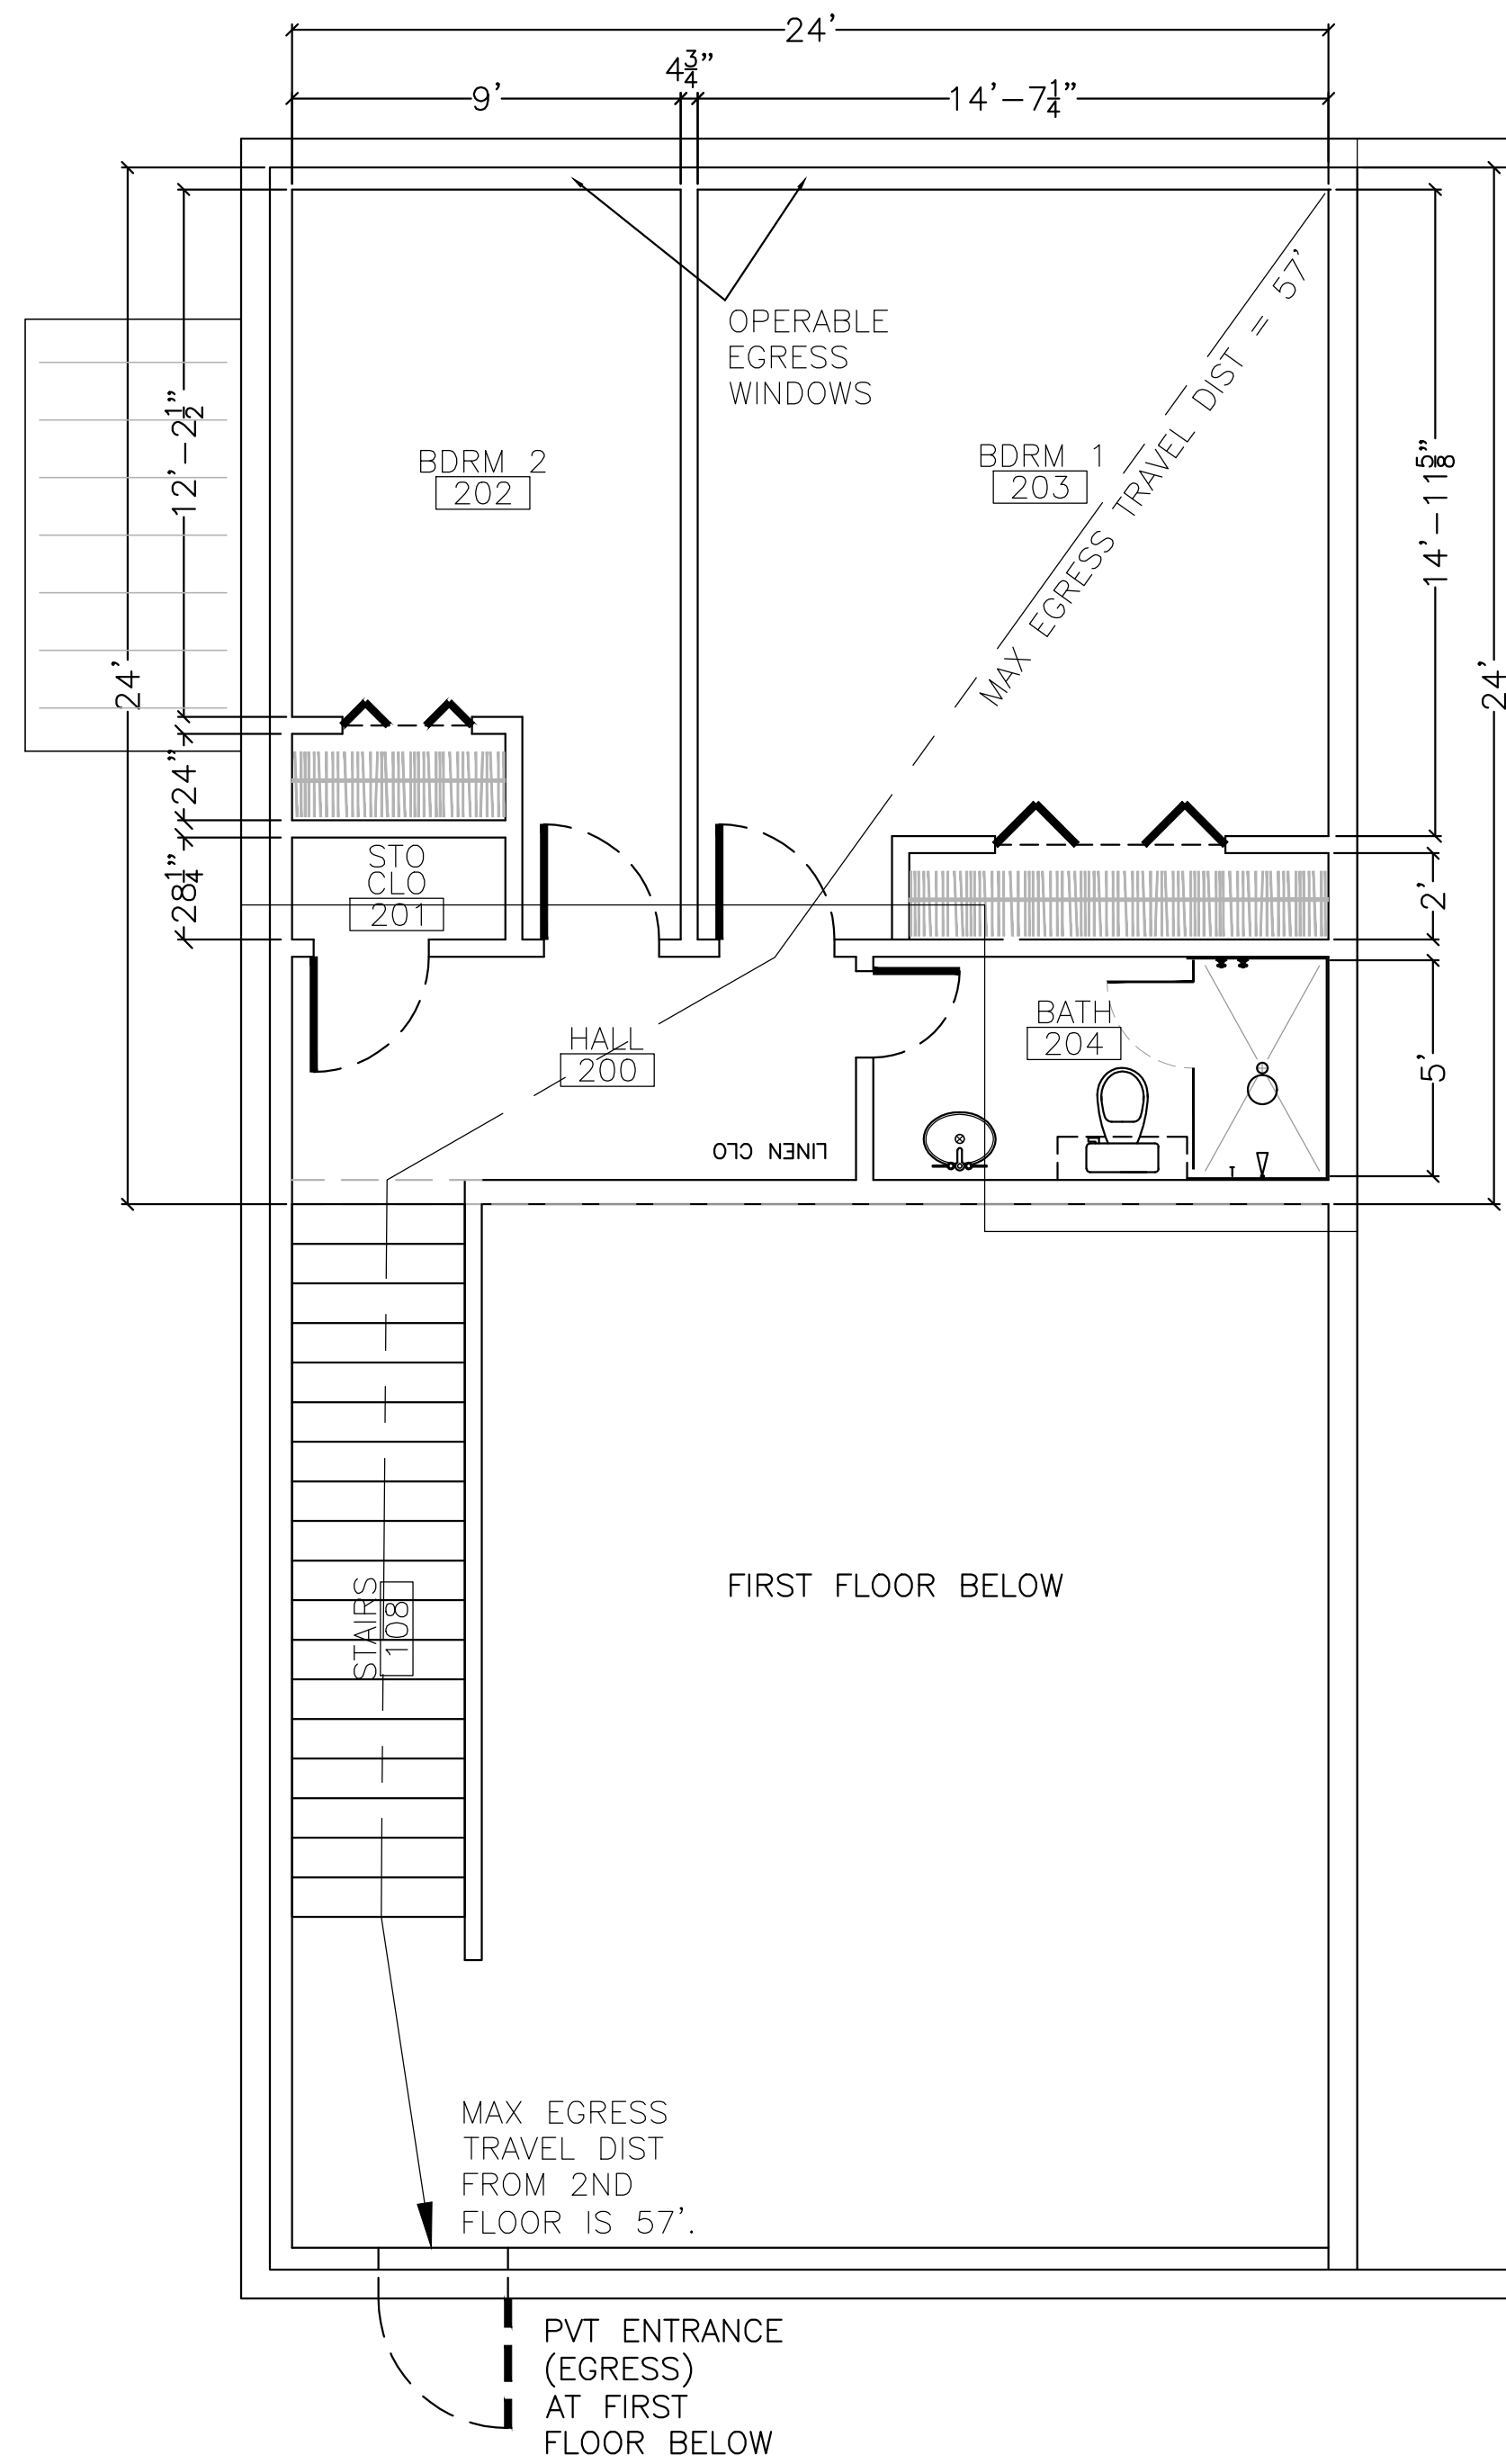 24'
4¾"
9'
14'-7¼"
OPERABLE
EGRESS
WINDOWS
MAX EGRESS TRAVEL DIST = 57'
12'-2½"
BDRM 2
202
BDRM 1
203
14'-11⅝"
24'
24'
24"
28¼"
STO
CLO
201
2'
HALL
200
BATH
204
5'
LINEN CLO
FIRST FLOOR BELOW
STAIRS
108
MAX EGRESS
TRAVEL DIST
FROM 2ND
FLOOR IS 57'.
PVT ENTRANCE
(EGRESS)
AT FIRST
FLOOR BELOW